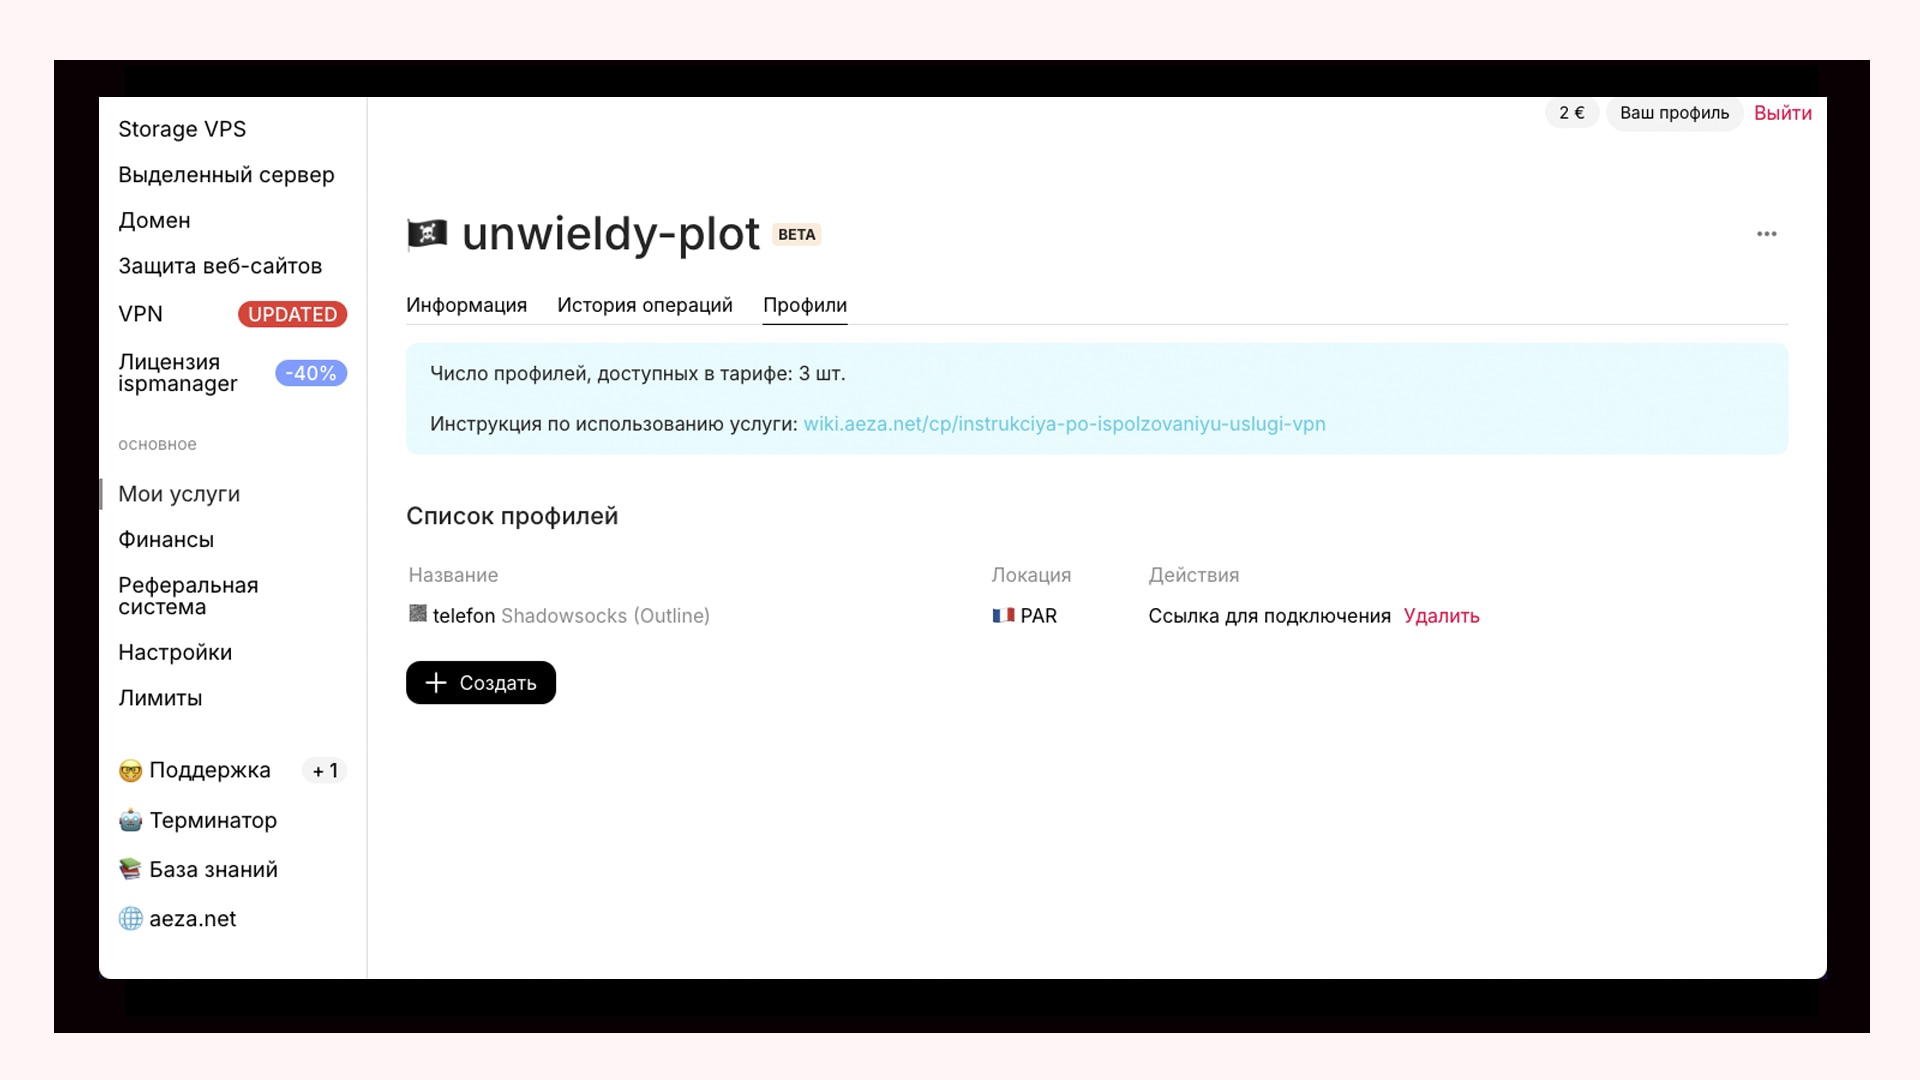 Storage VPS
Выделенный сервер
Домен
Защита веб-сайтов
VPN UPDATED
Лицензия
ispmanager -40%
основное
Мои услуги
Финансы
Реферальная
система
Настройки
Лимиты
Поддержка + 1
Терминатор
База знаний
aeza.net
2 € Ваш профиль Выйти
unwieldy-plot BETA
Информация История операций Профили
Число профилей, доступных в тарифе: 3 шт.
Инструкция по использованию услуги: wiki.aeza.net/cp/instrukciya-po-ispolzovaniyu-uslugi-vpn
Список профилей
Название Локация Действия
telefon Shadowsocks (Outline) PAR Ссылка для подключения Удалить
Создать